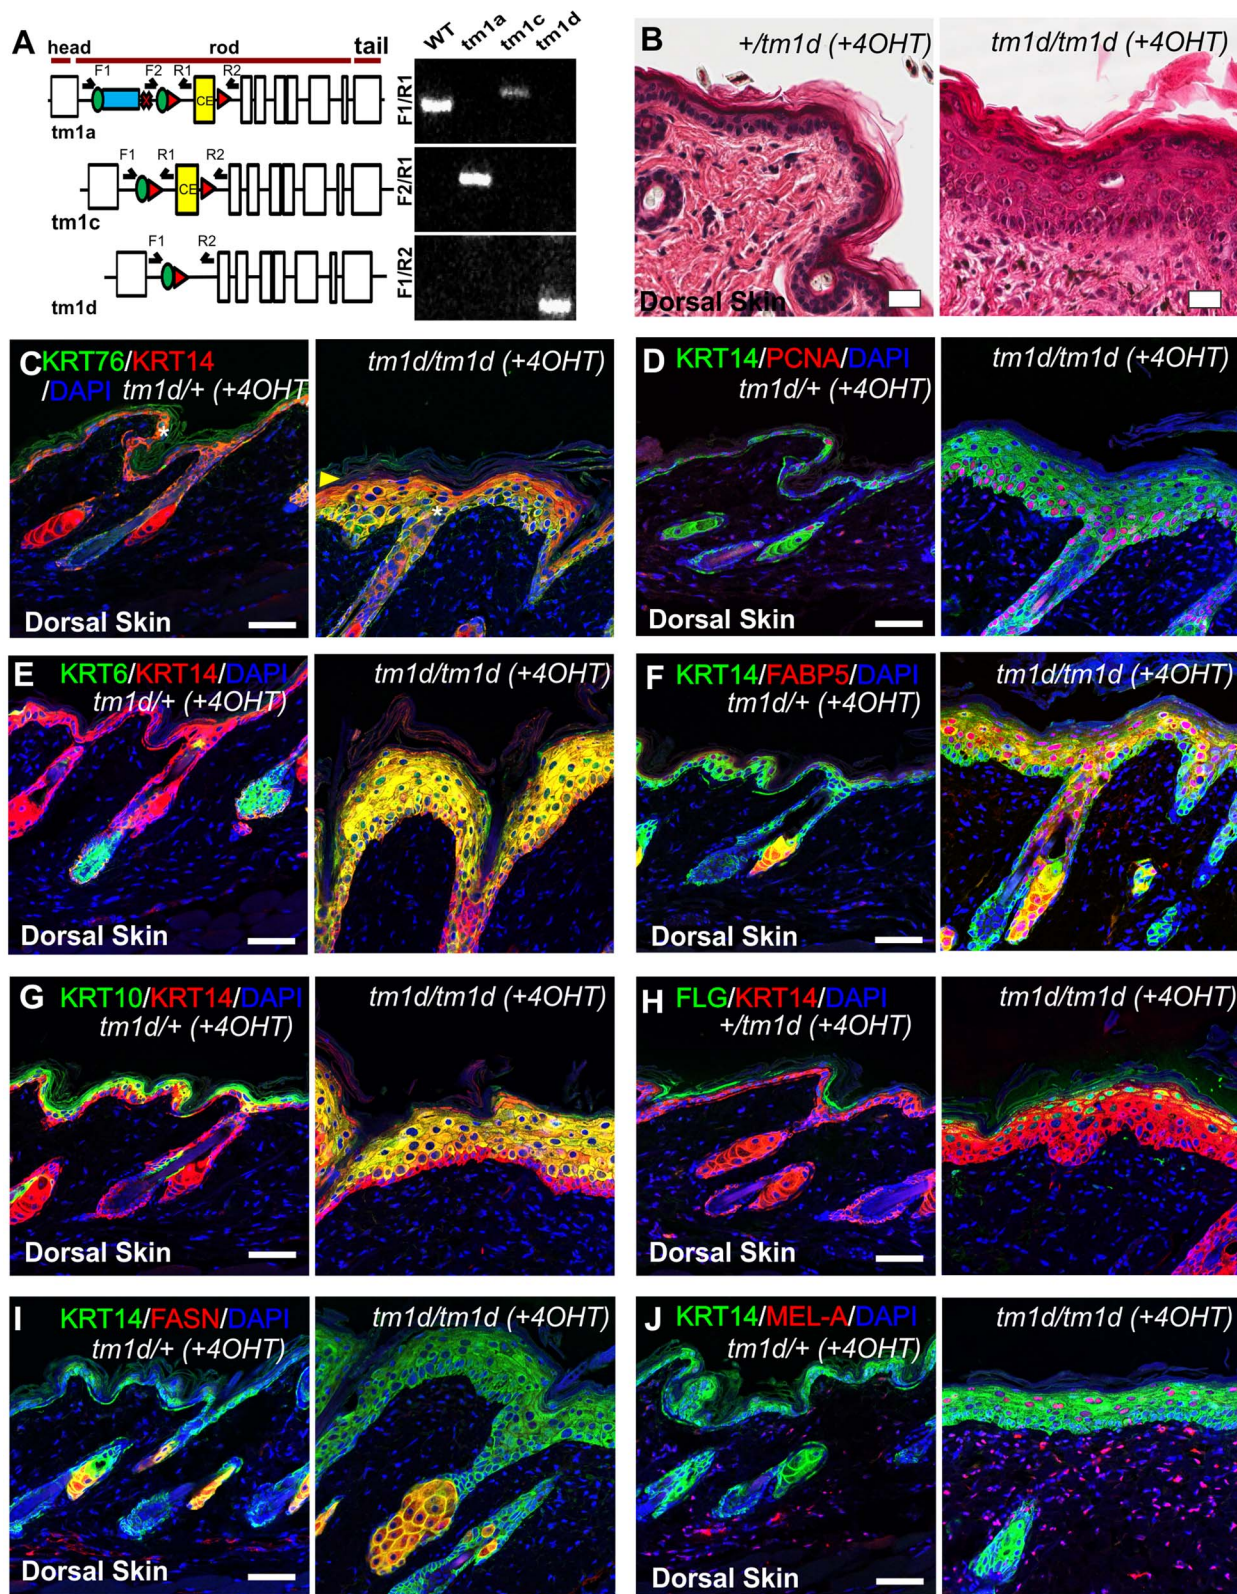 A
head
rod
tail
F1
F2
R1
R2
CE
tm1a
F1
R1
R2
CE
tm1c
F1
R2
tm1d
WT
tm1a
tm1c
tm1d
F1/R1
F2/R1
F1/R2
B
+/tm1d (+4OHT)
tm1d/tm1d (+4OHT)
Dorsal Skin
C
KRT76/KRT14
/DAPI tm1d/+ (+4OHT)
*
Dorsal Skin
tm1d/tm1d (+4OHT)
*
D
KRT14/PCNA/DAPI
tm1d/+ (+4OHT)
Dorsal Skin
tm1d/tm1d (+4OHT)
E
KRT6/KRT14/DAPI
tm1d/+ (+4OHT)
Dorsal Skin
tm1d/tm1d (+4OHT)
F
KRT14/FABP5/DAPI
tm1d/+ (+4OHT)
Dorsal Skin
tm1d/tm1d (+4OHT)
G
KRT10/KRT14/DAPI
tm1d/+ (+4OHT)
Dorsal Skin
tm1d/tm1d (+4OHT)
H
FLG/KRT14/DAPI
+/tm1d (+4OHT)
Dorsal Skin
tm1d/tm1d (+4OHT)
I
KRT14/FASN/DAPI
tm1d/+ (+4OHT)
Dorsal Skin
tm1d/tm1d (+4OHT)
J
KRT14/MEL-A/DAPI
tm1d/+ (+4OHT)
Dorsal Skin
tm1d/tm1d (+4OHT)